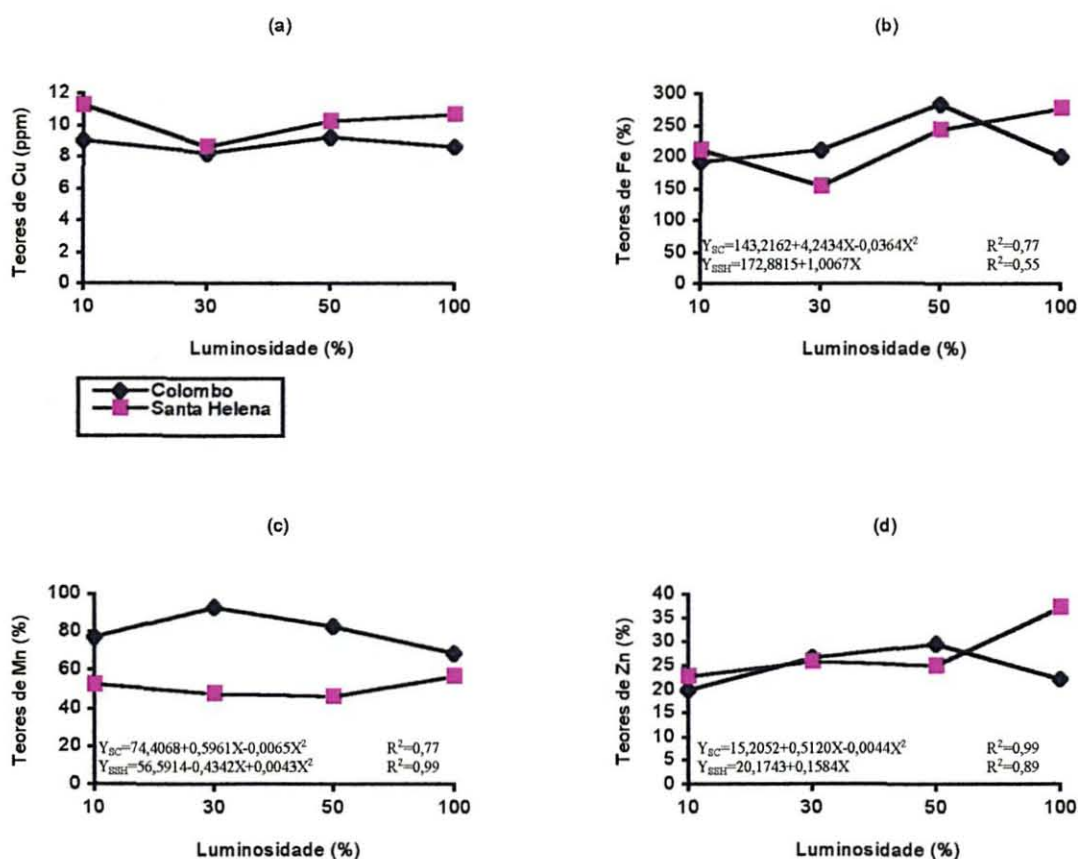 (a)
12
10
8
6
4
2
0
Teores de Cu (ppm)
10 30 50 100
Luminosidade (%)
Colombo
Santa Helena
(b)
300
250
200
150
100
50
0
Teores de Fe (%)
Y_SC=143,2162+4,2434X-0,0364X² R²=0,77
Y_SSH=172,8815+1,0067X R²=0,55
10 30 50 100
Luminosidade (%)
(c)
100
80
60
40
20
0
Teores de Mn (%)
Y_SC=74,4068+0,5961X-0,0065X² R²=0,77
Y_SSH=56,5914-0,4342X+0,0043X² R²=0,99
10 30 50 100
Luminosidade (%)
(d)
40
35
30
25
20
15
10
5
0
Teores de Zn (%)
Y_SC=15,2052+0,5120X-0,0044X² R²=0,99
Y_SSH=20,1743+0,1584X R²=0,89
10 30 50 100
Luminosidade (%)